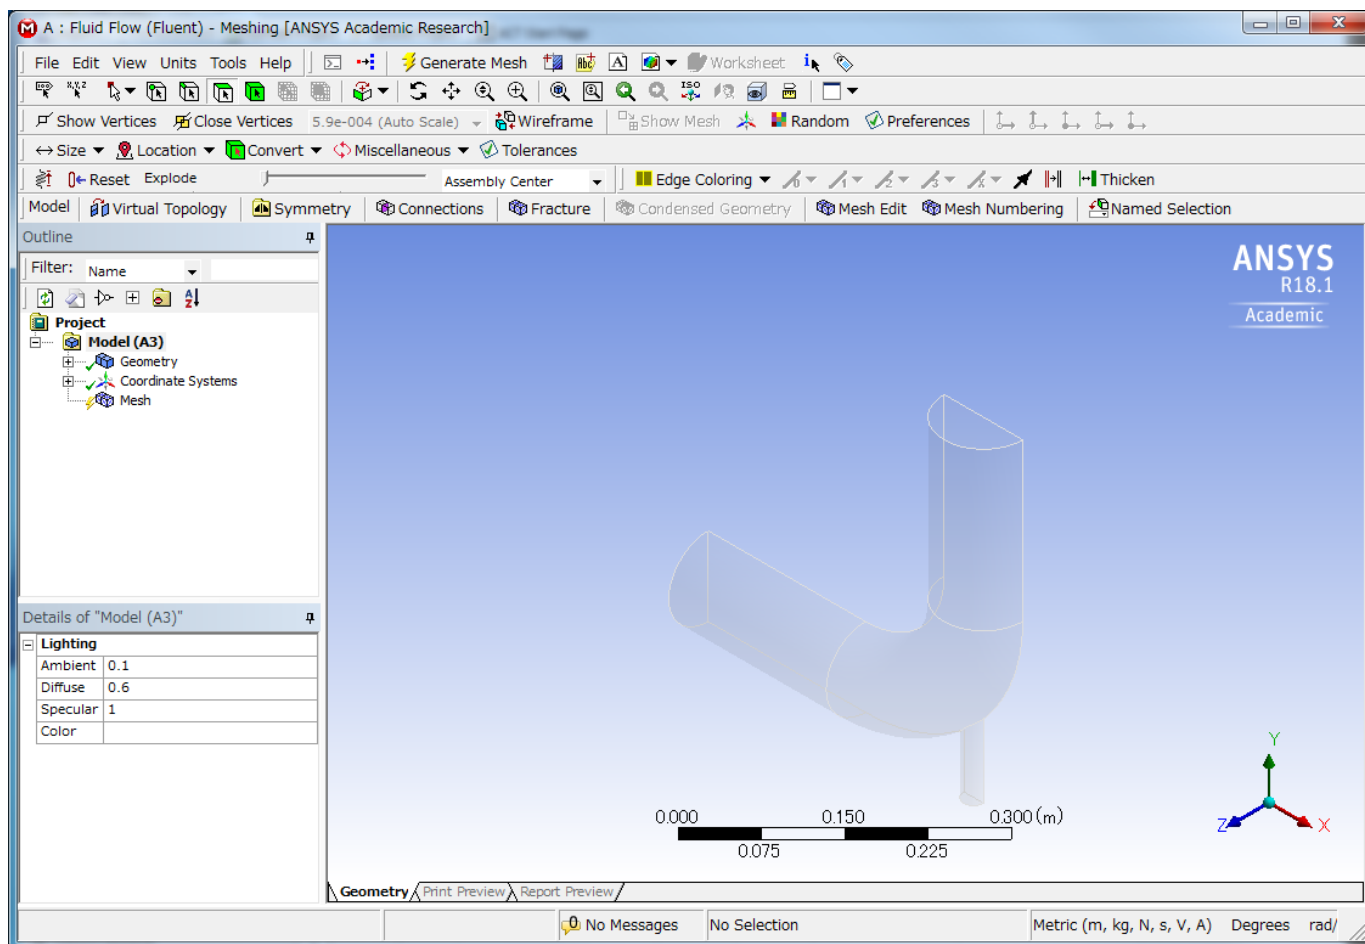 A : Fluid Flow (Fluent) - Meshing [ANSYS Academic Research]
File Edit View Units Tools Help Generate Mesh Worksheet
Show Vertices Close Vertices 5.9e-004 (Auto Scale) Wireframe Show Mesh Random Preferences
Size Location Convert Miscellaneous Tolerances
Reset Explode Assembly Center Edge Coloring Thicken
Model Virtual Topology Symmetry Connections Fracture Condensed Geometry Mesh Edit Mesh Numbering Named Selection
Outline
Filter: Name
Project
Model (A3)
Geometry
Coordinate Systems
Mesh
Details of "Model (A3)"
Lighting
Ambient 0.1
Diffuse 0.6
Specular 1
Color
ANSYS
R18.1
Academic
Y
Z X
0.000 0.150 0.300 (m)
0.075 0.225
Geometry Print Preview Report Preview
0 No Messages No Selection Metric (m, kg, N, s, V, A) Degrees rad/